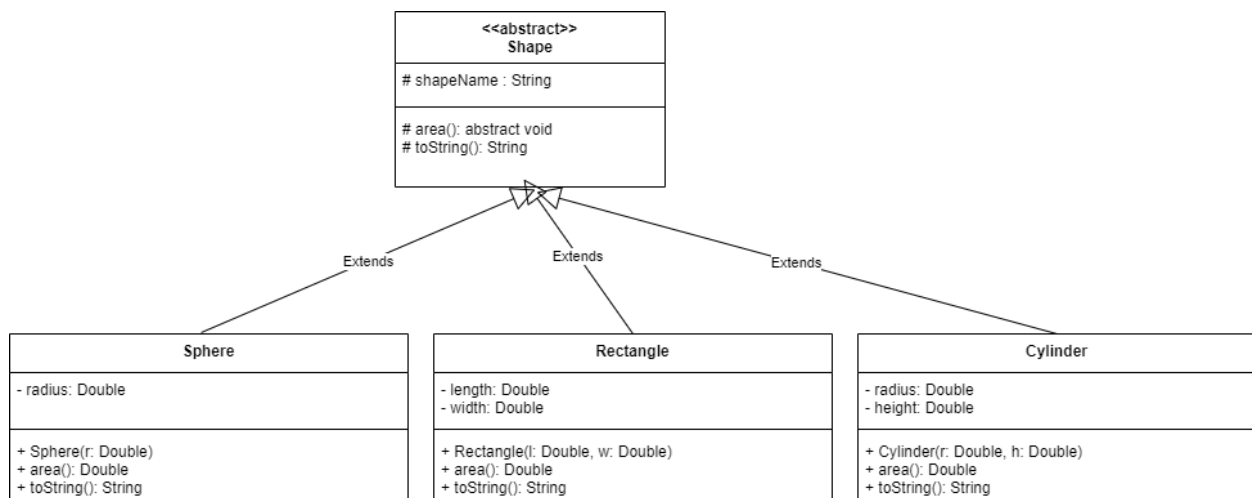 <<abstract>>
Shape
# shapeName : String
# area(): abstract void
# toString(): String
Extends
Extends
Extends
Sphere
- radius: Double
+ Sphere(r: Double)
+ area(): Double
+ toString(): String
Rectangle
- length: Double
- width: Double
+ Rectangle(l: Double, w: Double)
+ area(): Double
+ toString(): String
Cylinder
- radius: Double
- height: Double
+ Cylinder(r: Double, h: Double)
+ area(): Double
+ toString(): String